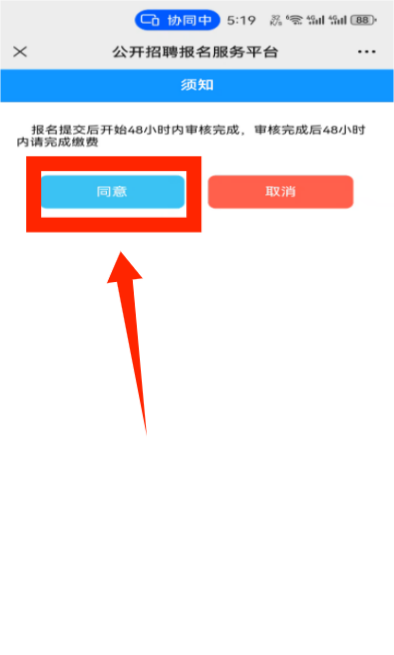 协同中 5:19 88
公开招聘报名服务平台
须知
报名提交后开始48小时内审核完成，审核完成后48小时
内请完成缴费
同意 取消